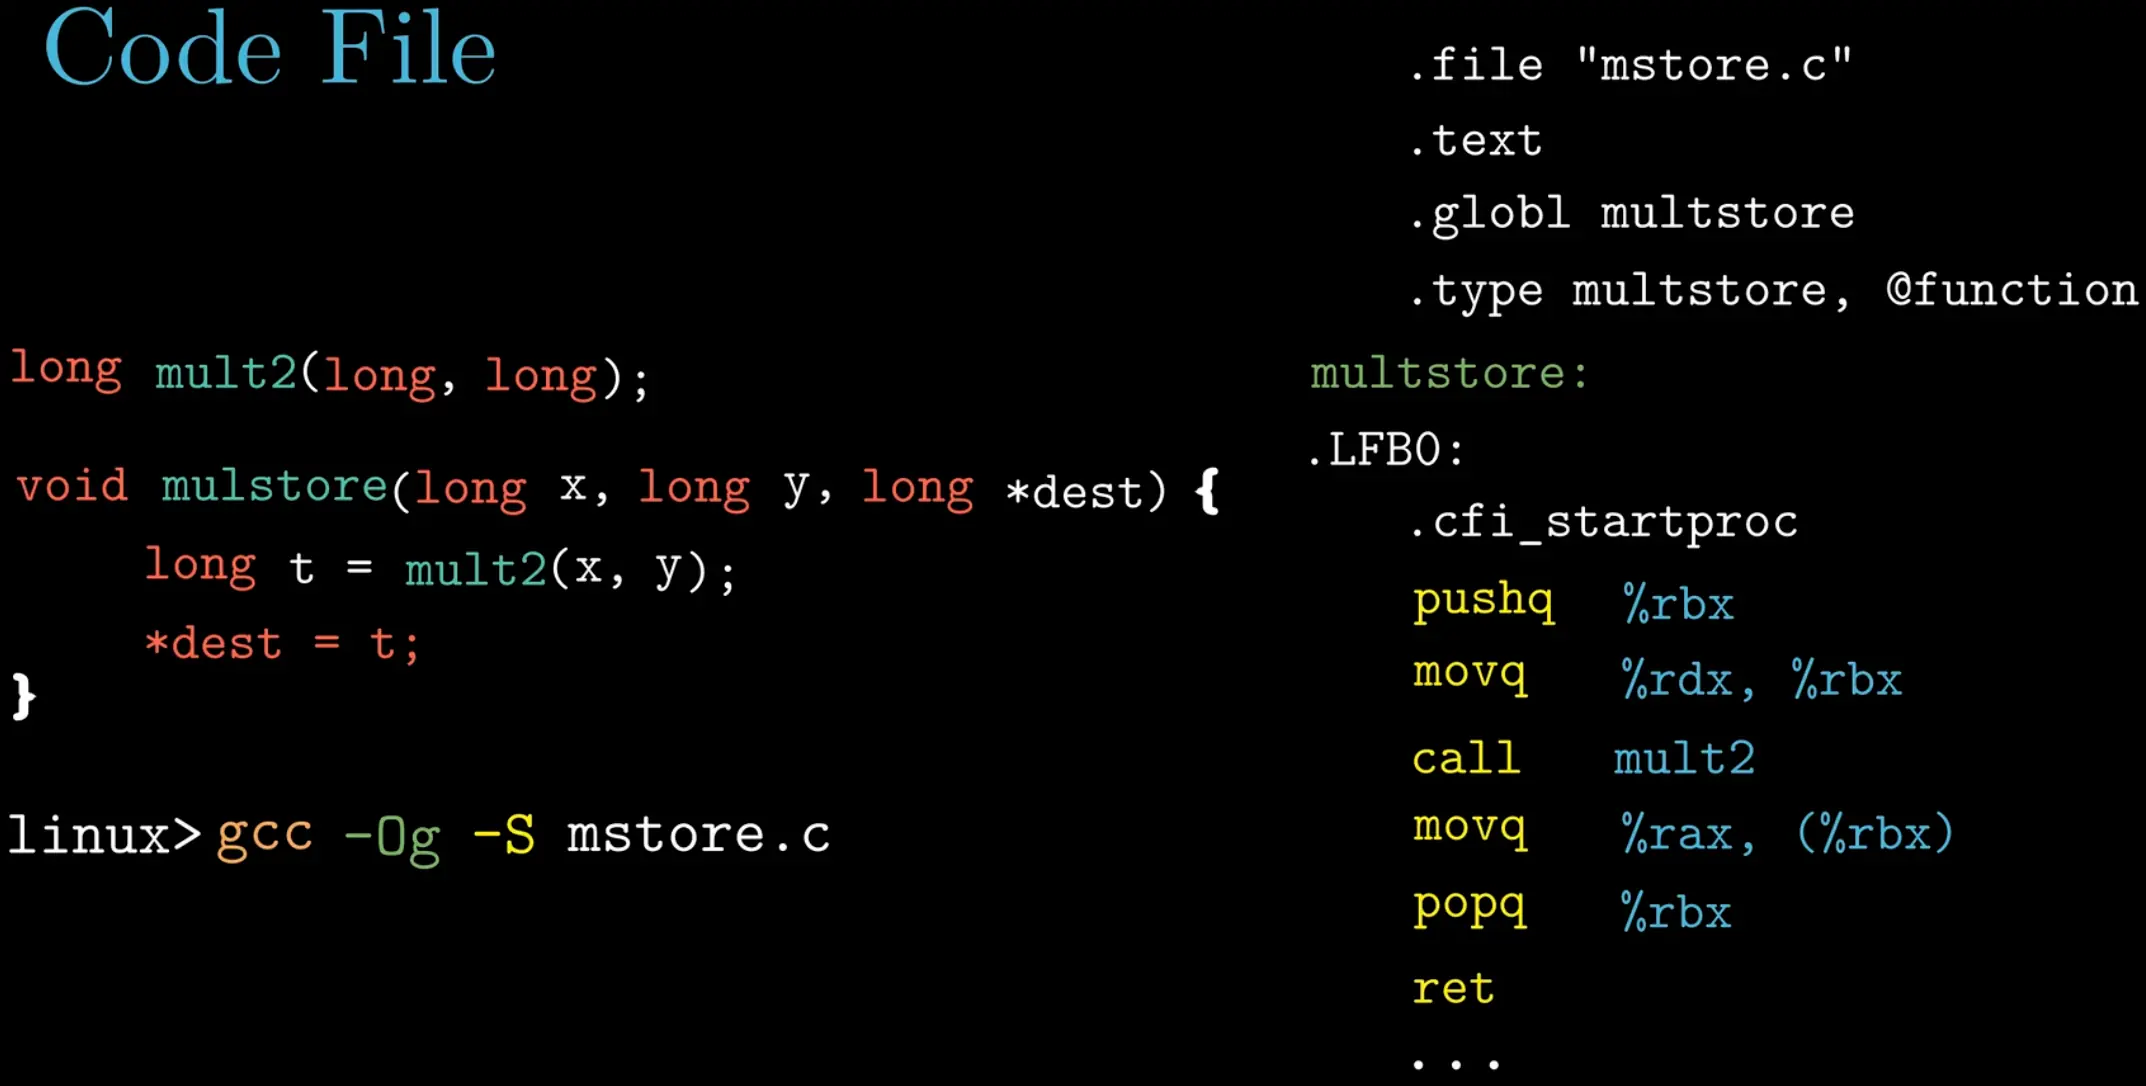 Code File
long mult2(long, long);
void mulstore(long x, long y, long *dest) {
long t = mult2(x, y);
*dest = t;
}
linux> gcc -Og -S mstore.c
.file "mstore.c"
.text
.globl multstore
.type multstore, @function
multstore:
.LFB0:
.cfi_startproc
pushq %rbx
movq %rdx, %rbx
call mult2
movq %rax, (%rbx)
popq %rbx
ret
...